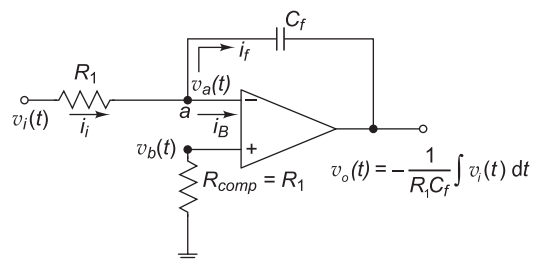 C_f
i_f
R_1
v_a(t)
a
v_i(t)
i_i
i_B
−
v_b(t)
+
R_comp = R_1
v_o(t) = − 1/(R_1C_f) ∫ v_i(t) dt